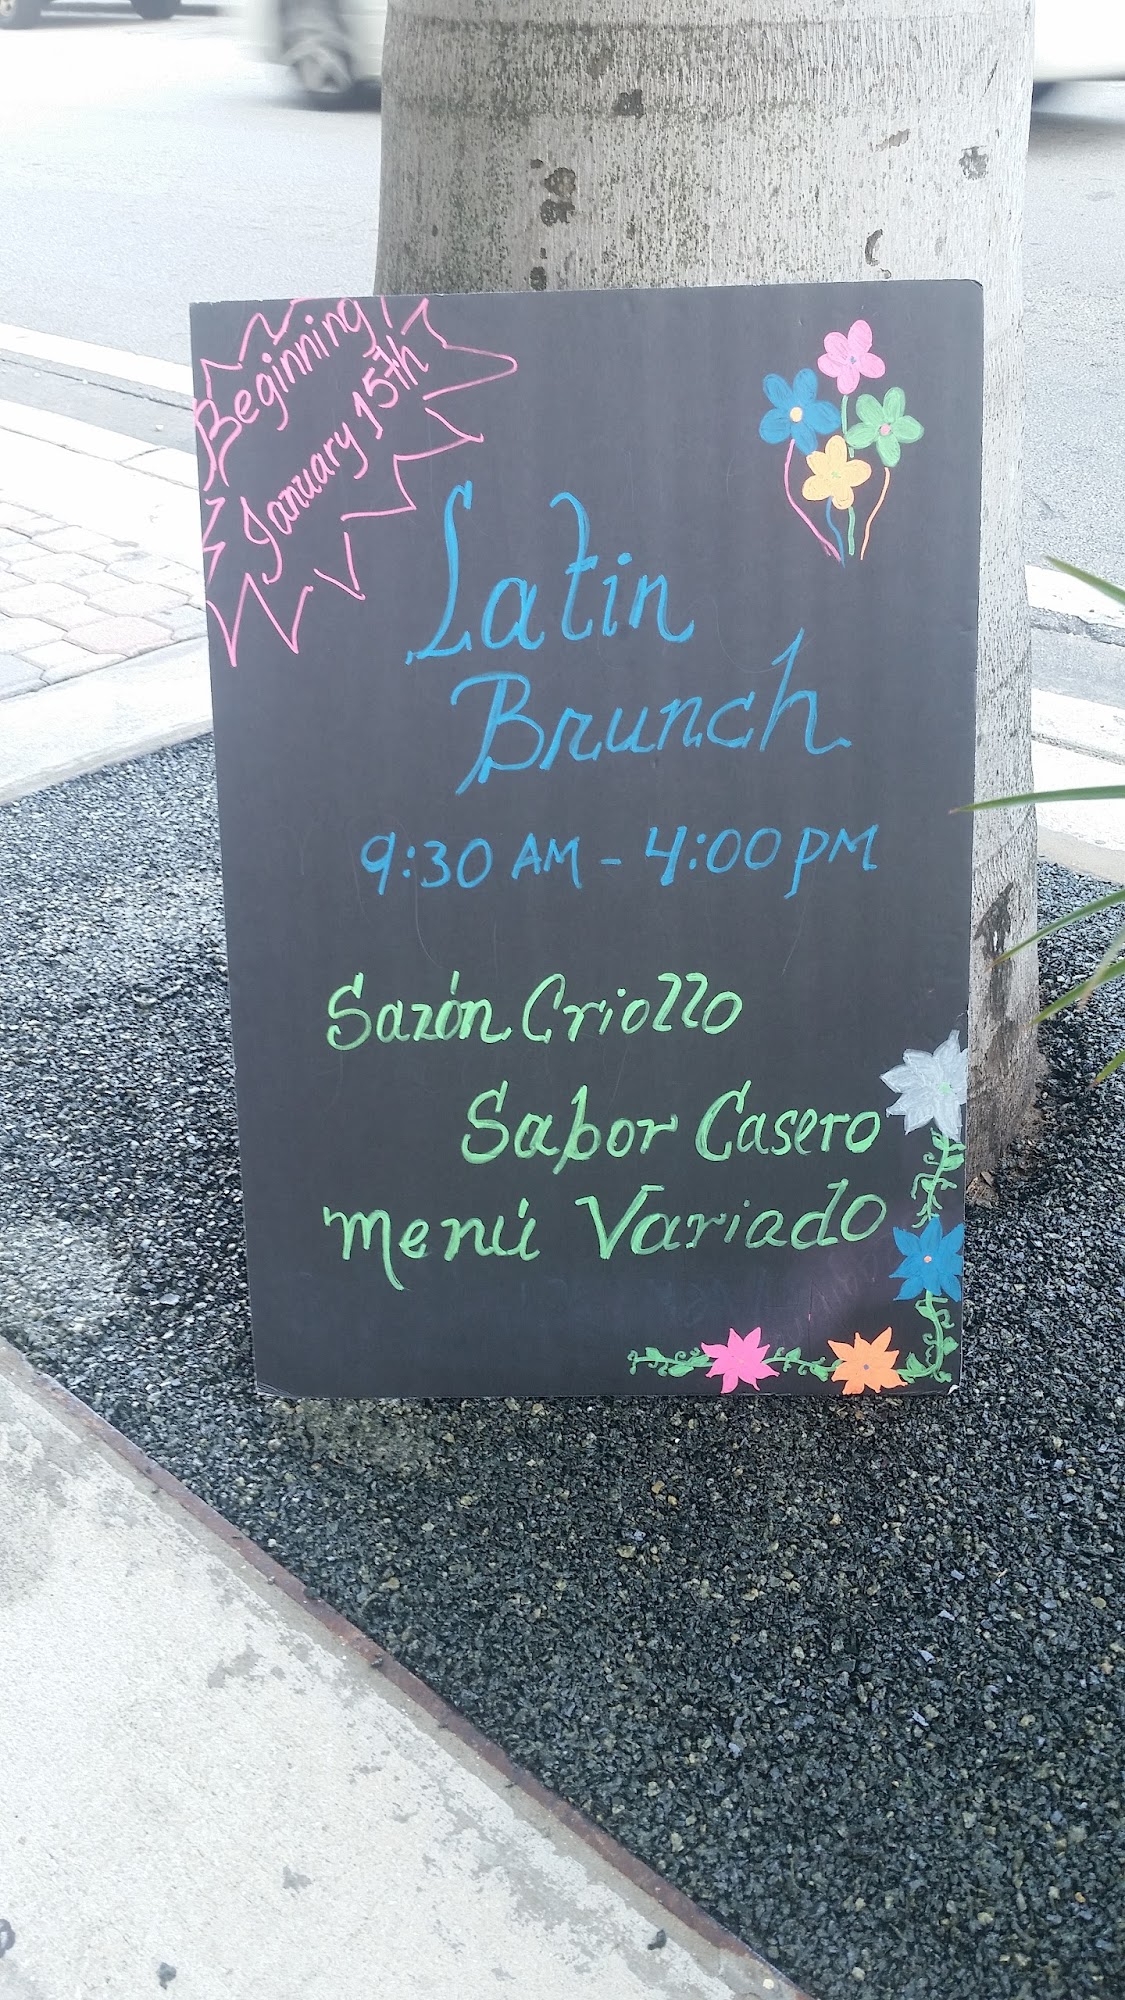 Beginning
January 15th
Latin
Brunch
9:30 AM - 4:00 PM
Sazón Criollo
Sabor Casero
Menú Variado